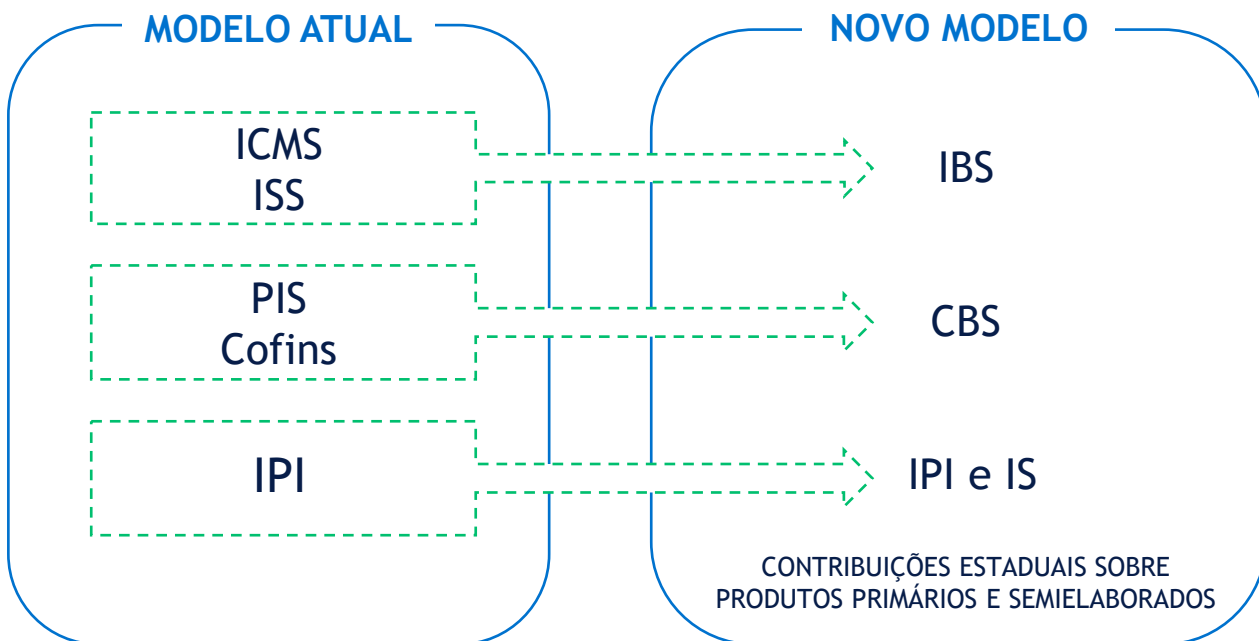 MODELO ATUAL
NOVO MODELO
ICMS
ISS
IBS
PIS
Cofins
CBS
IPI
IPI e IS
CONTRIBUIÇÕES ESTADUAIS SOBRE
PRODUTOS PRIMÁRIOS E SEMIELABORADOS